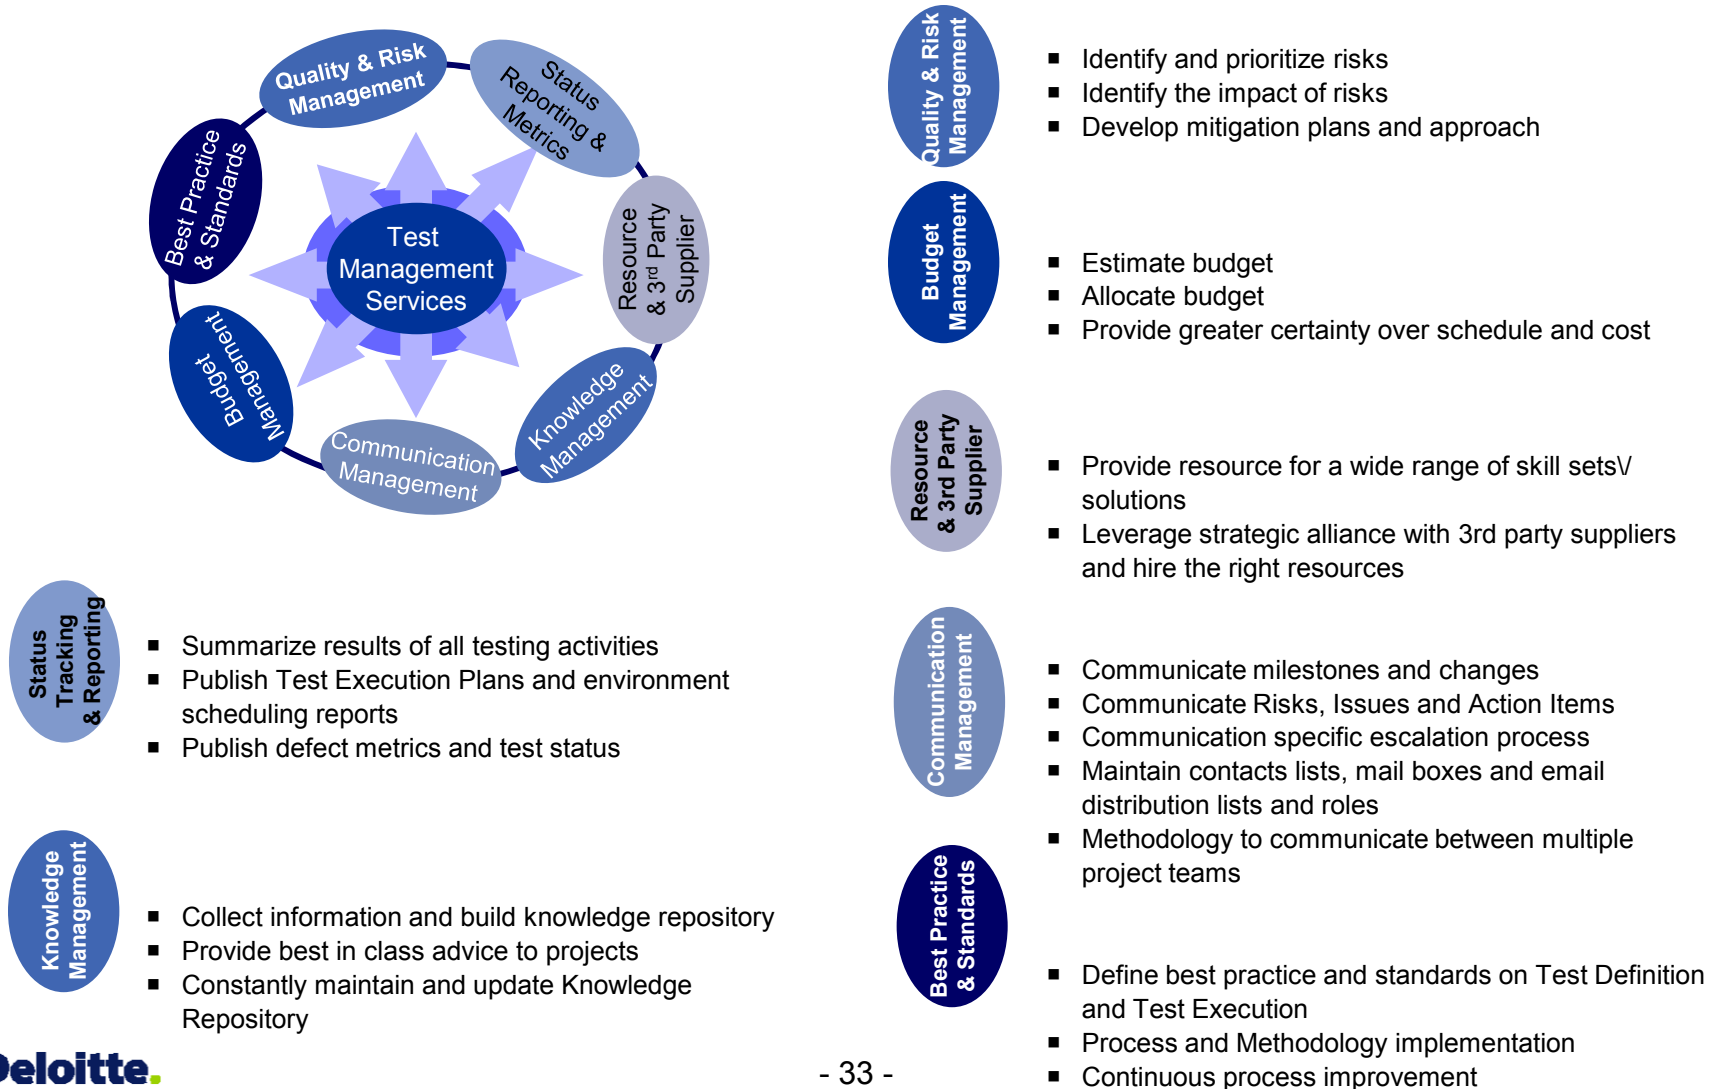 Quality & Risk
Management
Status
Reporting &
Metrics
Best Practice
& Standards
Resource
& 3rd Party
Supplier
Test
Management
Services
Budget
Management
Knowledge
Management
Communication
Management
Status
Tracking
& Reporting
■ Summarize results of all testing activities
■ Publish Test Execution Plans and environment
scheduling reports
■ Publish defect metrics and test status
Knowledge
Management
■ Collect information and build knowledge repository
■ Provide best in class advice to projects
■ Constantly maintain and update Knowledge
Repository
Quality & Risk
Management
■ Identify and prioritize risks
■ Identify the impact of risks
■ Develop mitigation plans and approach
Budget
Management
■ Estimate budget
■ Allocate budget
■ Provide greater certainty over schedule and cost
Resource
& 3rd Party
Supplier
■ Provide resource for a wide range of skill sets\/
solutions
■ Leverage strategic alliance with 3rd party suppliers
and hire the right resources
Communication
Management
■ Communicate milestones and changes
■ Communicate Risks, Issues and Action Items
■ Communication specific escalation process
■ Maintain contacts lists, mail boxes and email
distribution lists and roles
■ Methodology to communicate between multiple
project teams
Best Practice
& Standards
■ Define best practice and standards on Test Definition
and Test Execution
■ Process and Methodology implementation
■ Continuous process improvement
Deloitte.
- 33 -